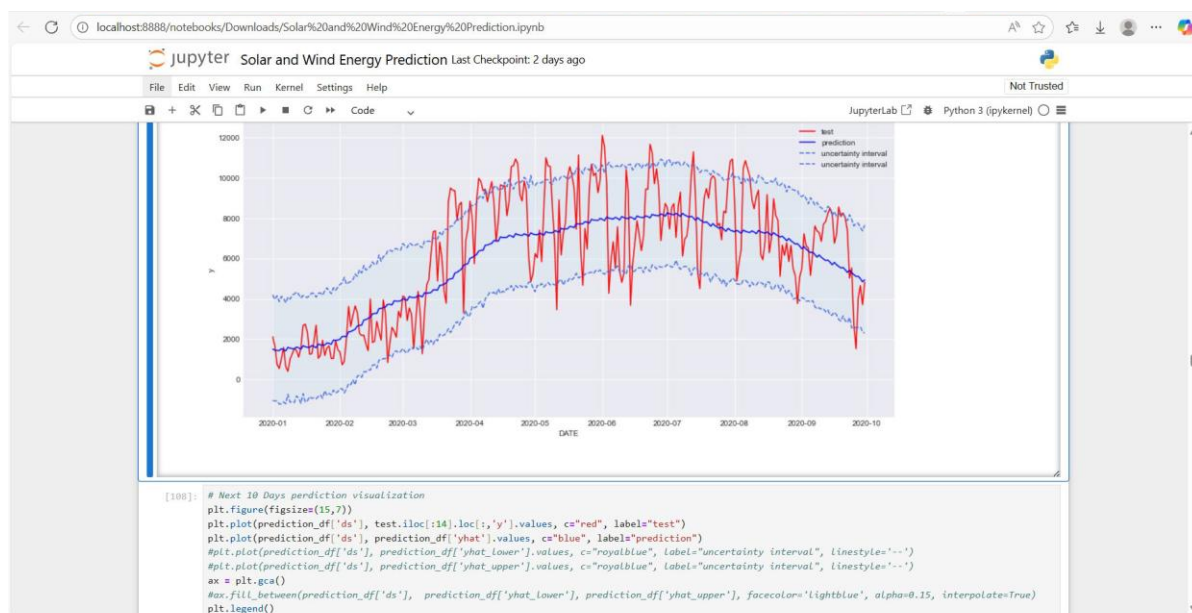 localhost:8888/notebooks/Downloads/Solar%20and%20Wind%20Energy%20Prediction.ipynb
jupyter Solar and Wind Energy Prediction Last Checkpoint: 2 days ago
File Edit View Run Kernel Settings Help Not Trusted
Code JupyterLab Python 3 (ipykernel)
test
prediction
uncertainty interval
uncertainty interval
12000
10000
8000
6000
4000
2000
0
y
2020-01 2020-02 2020-03 2020-04 2020-05 2020-06 2020-07 2020-08 2020-09 2020-10
DATE
[108]: # Next 10 Days perdiction visualization
plt.figure(figsize=(15,7))
plt.plot(prediction_df['ds'], test.iloc[:14].loc[:,'y'].values, c="red", label="test")
plt.plot(prediction_df['ds'], prediction_df['yhat'].values, c="blue", label="prediction")
#plt.plot(prediction_df['ds'], prediction_df['yhat_lower'].values, c="royalblue", label="uncertainty interval", linestyle='--')
#plt.plot(prediction_df['ds'], prediction_df['yhat_upper'].values, c="royalblue", label="uncertainty interval", linestyle='--')
ax = plt.gca()
#ax.fill_between(prediction_df['ds'], prediction_df['yhat_lower'], prediction_df['yhat_upper'], facecolor='lightblue', alpha=0.15, interpolate=True)
plt.legend()